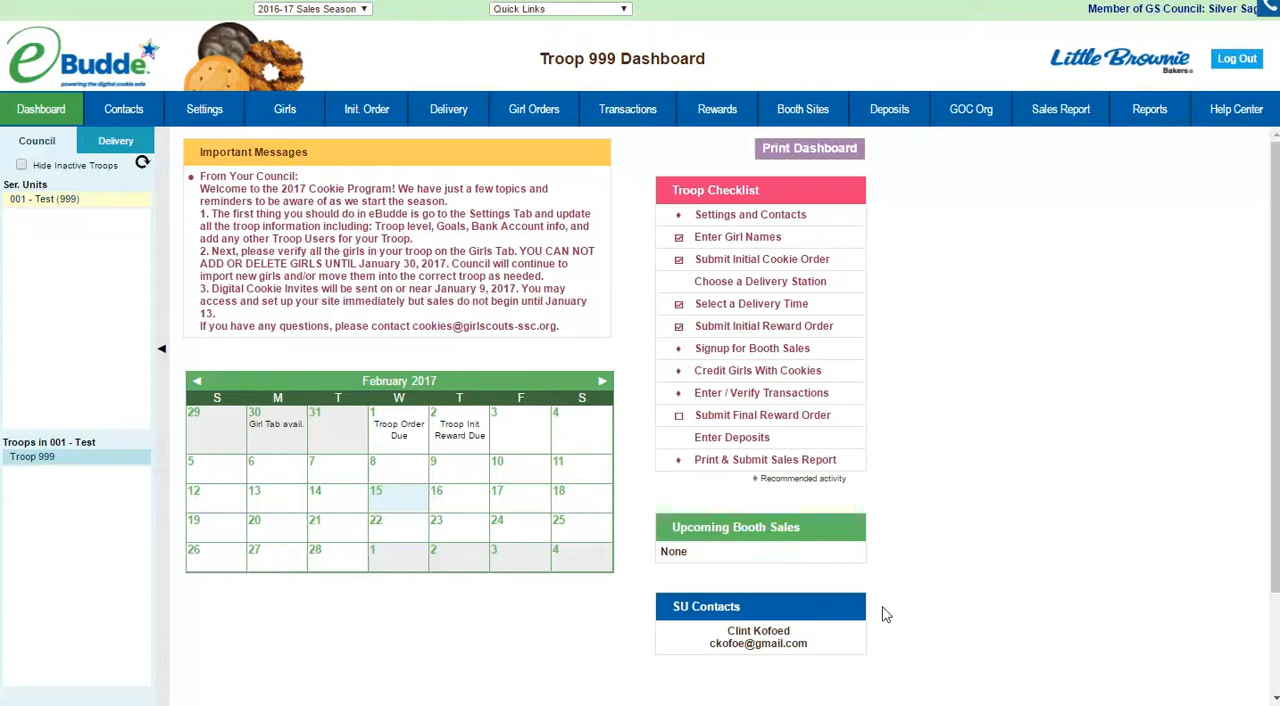 2016-17 Sales Season
Quick Links
Member of GS Council: Silver Sag
eBudde
powering the digital cookie sale
Troop 999 Dashboard
Little Brownie
Bakers®
Log Out
Dashboard Contacts Settings Girls Init. Order Delivery Girl Orders Transactions Rewards Booth Sites Deposits GOC Org Sales Report Reports Help Center
Council Delivery
Hide Inactive Troops
Ser. Units
001 - Test (999)
Troops in 001 - Test
Troop 999
Important Messages
From Your Council:
Welcome to the 2017 Cookie Program! We have just a few topics and
reminders to be aware of as we start the season.
1. The first thing you should do in eBudde is go to the Settings Tab and update
all the troop information including: Troop level, Goals, Bank Account info, and
add any other Troop Users for your Troop.
2. Next, please verify all the girls in your troop on the Girls Tab. YOU CAN NOT
ADD OR DELETE GIRLS UNTIL January 30, 2017. Council will continue to
import new girls and/or move them into the correct troop as needed.
3. Digital Cookie Invites will be sent on or near January 9, 2017. You may
access and set up your site immediately but sales do not begin until January
13.
If you have any questions, please contact cookies@girlscouts-ssc.org.
February 2017
S M T W T F S
29 30 31 1 2 3 4
Girl Tab avail. Troop Order Troop Init
Due Reward Due
5 6 7 8 9 10 11
12 13 14 15 16 17 18
19 20 21 22 23 24 25
26 27 28 1 2 3 4
Print Dashboard
Troop Checklist
Settings and Contacts
Enter Girl Names
Submit Initial Cookie Order
Choose a Delivery Station
Select a Delivery Time
Submit Initial Reward Order
Signup for Booth Sales
Credit Girls With Cookies
Enter / Verify Transactions
Submit Final Reward Order
Enter Deposits
Print & Submit Sales Report
♦ Recommended activity
Upcoming Booth Sales
None
SU Contacts
Clint Kofoed
ckofoe@gmail.com